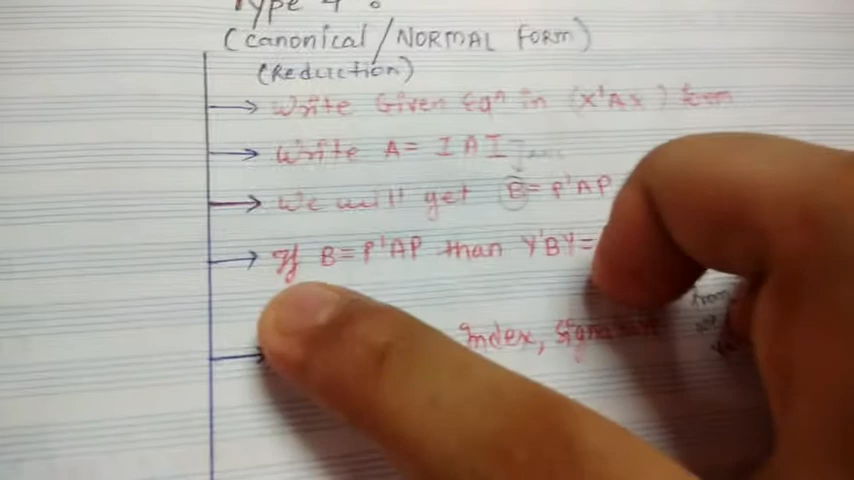 Type 4 :
(Canonical/NORMAL Form)
(Reduction)
Write Given Eqn in (X'AX) form
Write A = I A I
We will get B = P'AP
If B = P'AP than Y'BY =
Index, Signature
from